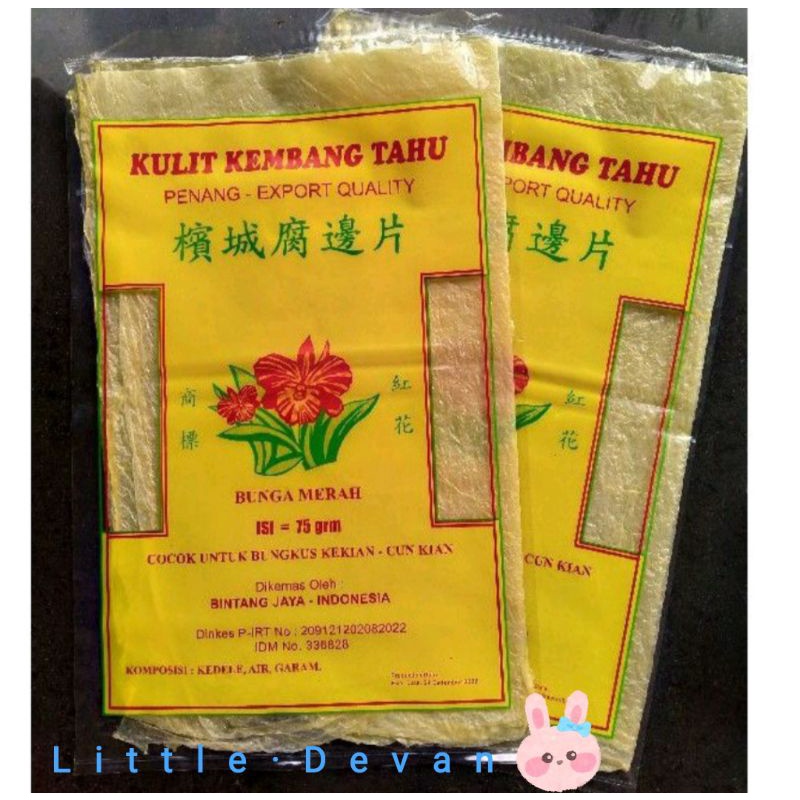 KULIT KEMBANG TAHU
PENANG - EXPORT QUALITY
檳城腐邊片
商標
紅花
BUNGA MERAH
ISI = 75 grm
COCOK UNTUK BUNGKUS KEKIAN - CUN KIAN
Dikemas Oleh :
BINTANG JAYA - INDONESIA
Dinkes P-IRT No : 209121202082022
IDM No. 336828
KOMPOSISI : KEDELE, AIR, GARAM.
BANG TAHU
PORT QUALITY
邊片
紅花
CUN KIAN
Little·Devan